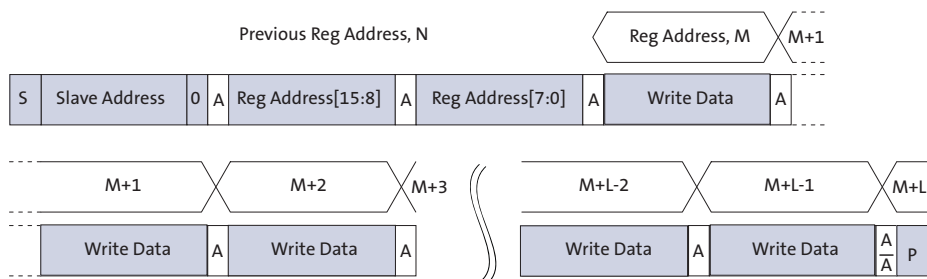 Previous Reg Address, N Reg Address, M M+1
S Slave Address 0 A Reg Address[15:8] A Reg Address[7:0] A Write Data A
M+1 M+2 M+3 M+L-2 M+L-1 M+L
Write Data A Write Data A Write Data A Write Data A P
A